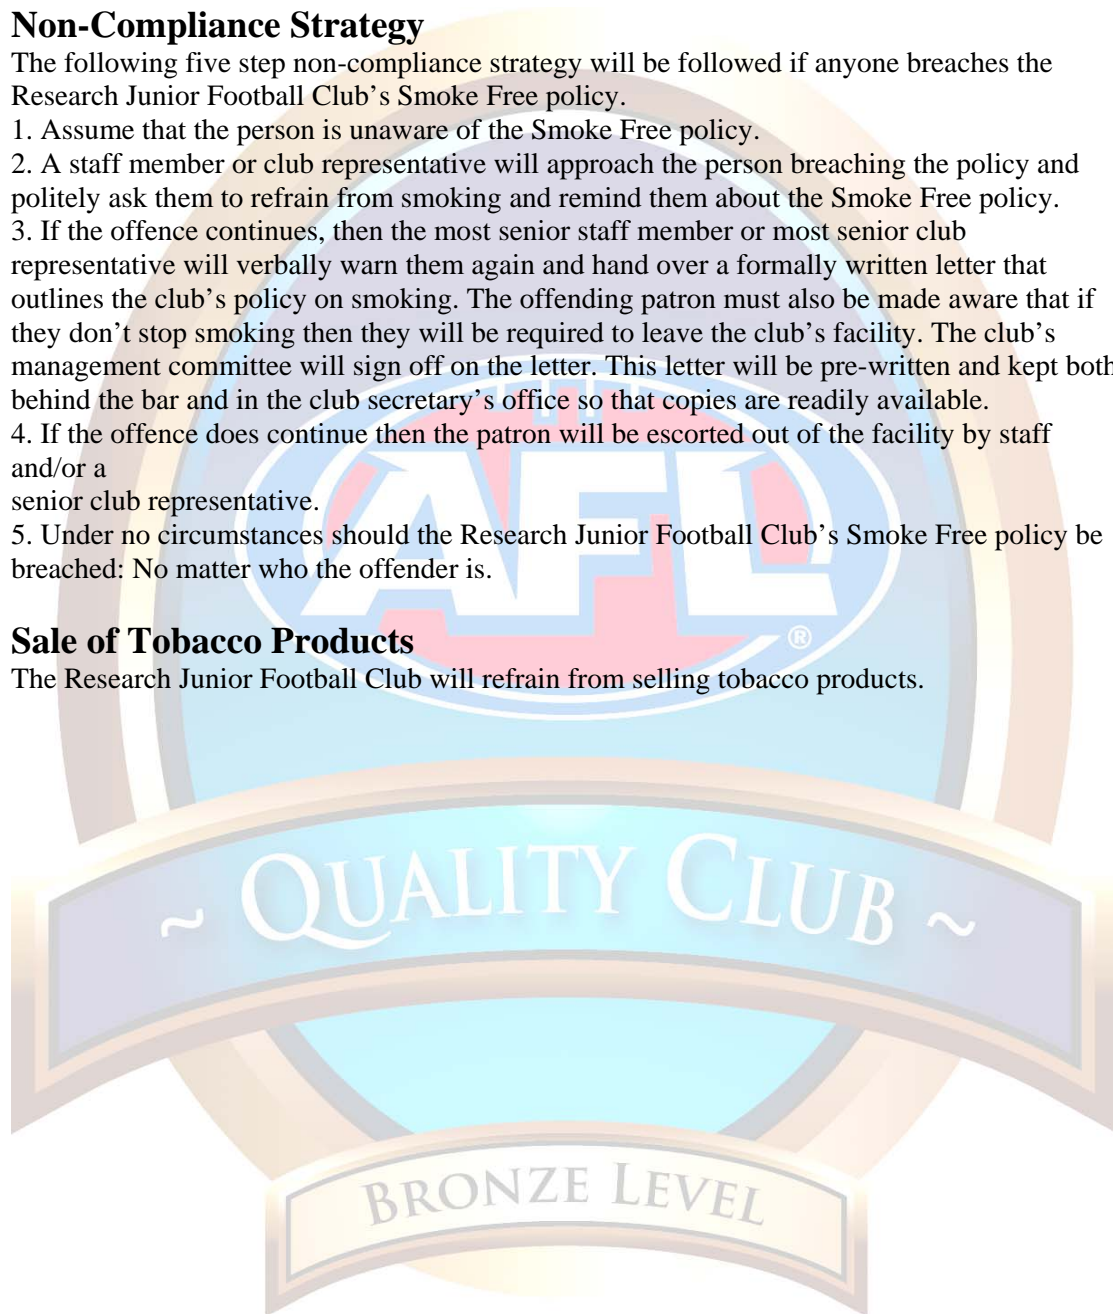 Non-Compliance Strategy
The following five step non-compliance strategy will be followed if anyone breaches the
Research Junior Football Club’s Smoke Free policy.
1. Assume that the person is unaware of the Smoke Free policy.
2. A staff member or club representative will approach the person breaching the policy and
politely ask them to refrain from smoking and remind them about the Smoke Free policy.
3. If the offence continues, then the most senior staff member or most senior club
representative will verbally warn them again and hand over a formally written letter that
outlines the club’s policy on smoking. The offending patron must also be made aware that if
they don’t stop smoking then they will be required to leave the club’s facility. The club’s
management committee will sign off on the letter. This letter will be pre-written and kept both
behind the bar and in the club secretary’s office so that copies are readily available.
4. If the offence does continue then the patron will be escorted out of the facility by staff
and/or a
senior club representative.
5. Under no circumstances should the Research Junior Football Club’s Smoke Free policy be
breached: No matter who the offender is.
AFL
®
Sale of Tobacco Products
The Research Junior Football Club will refrain from selling tobacco products.
~ QUALITY CLUB ~
BRONZE LEVEL